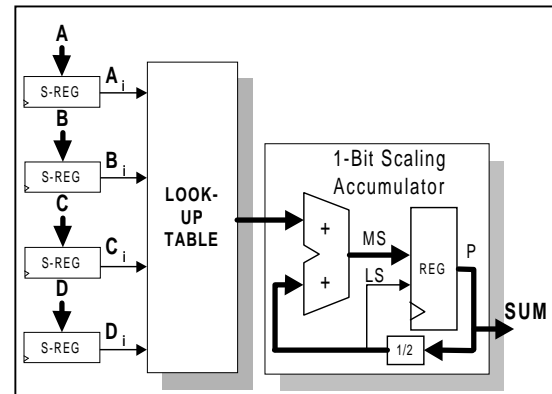 A
S-REG
A i
B
S-REG
B i
C
S-REG
C i
D
S-REG
D i
LOOK-
UP
TABLE
1-Bit Scaling
Accumulator
+
+
MS
LS
REG
P
1/2
SUM